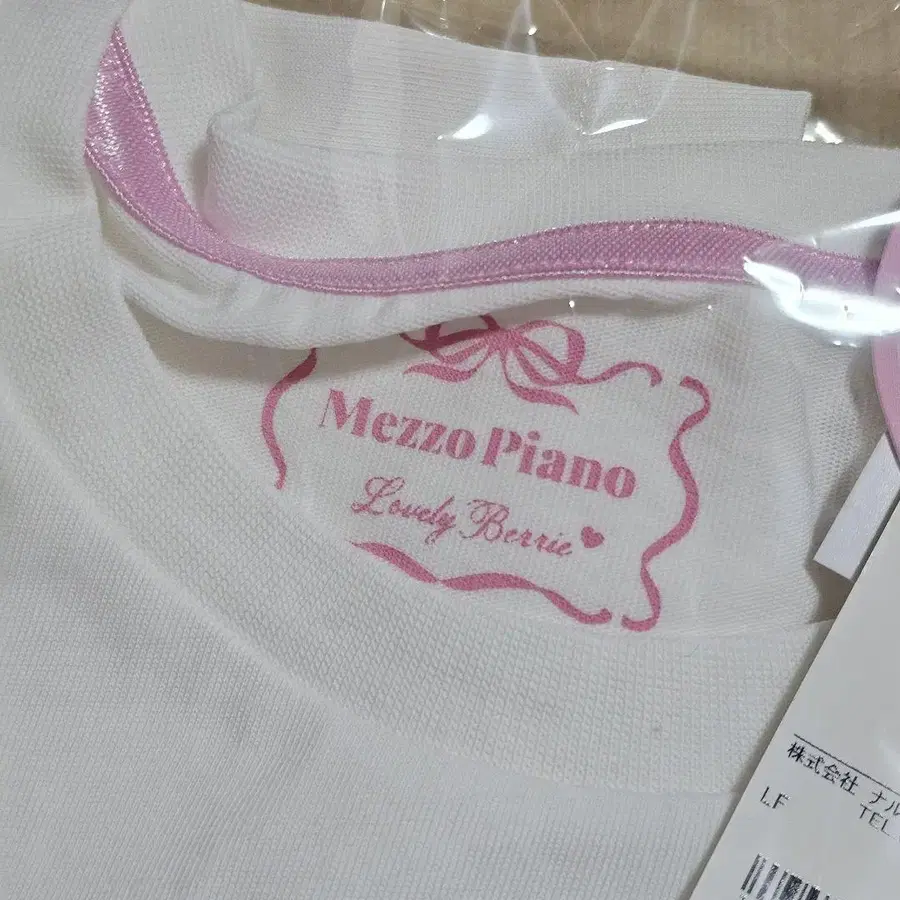 Mezzo Piano
Lovely Berrie
株式会社 ナル
LF
TEL